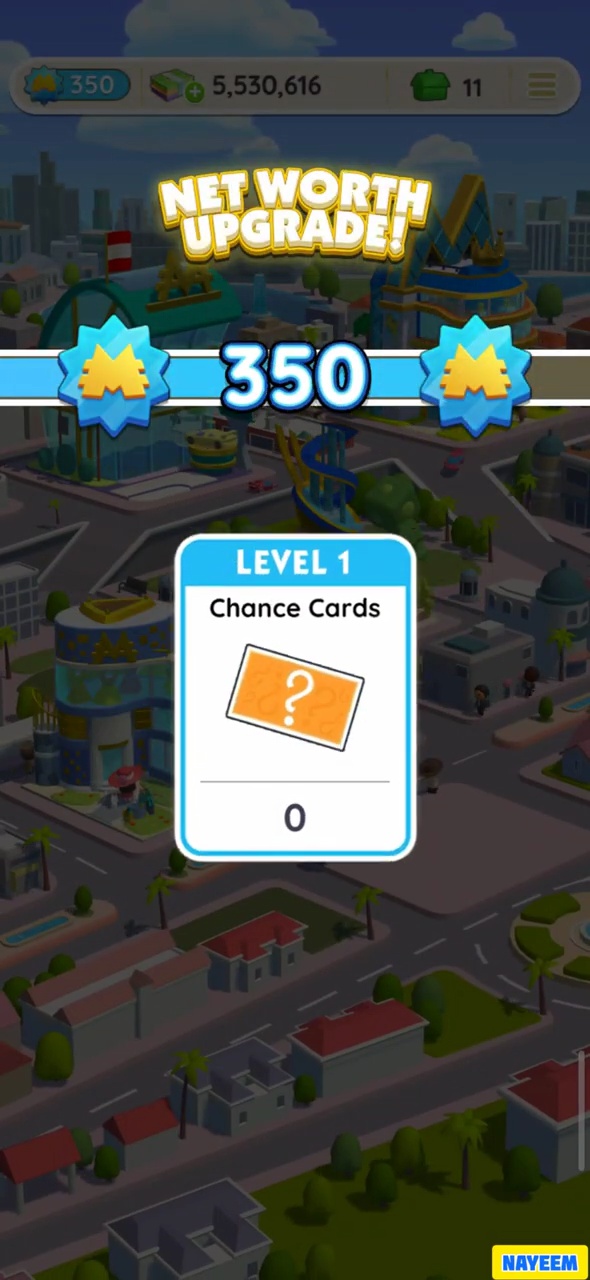 350
5,530,616
11
NET WORTH
UPGRADE!
350
LEVEL 1
Chance Cards
?
0
NAYEEM